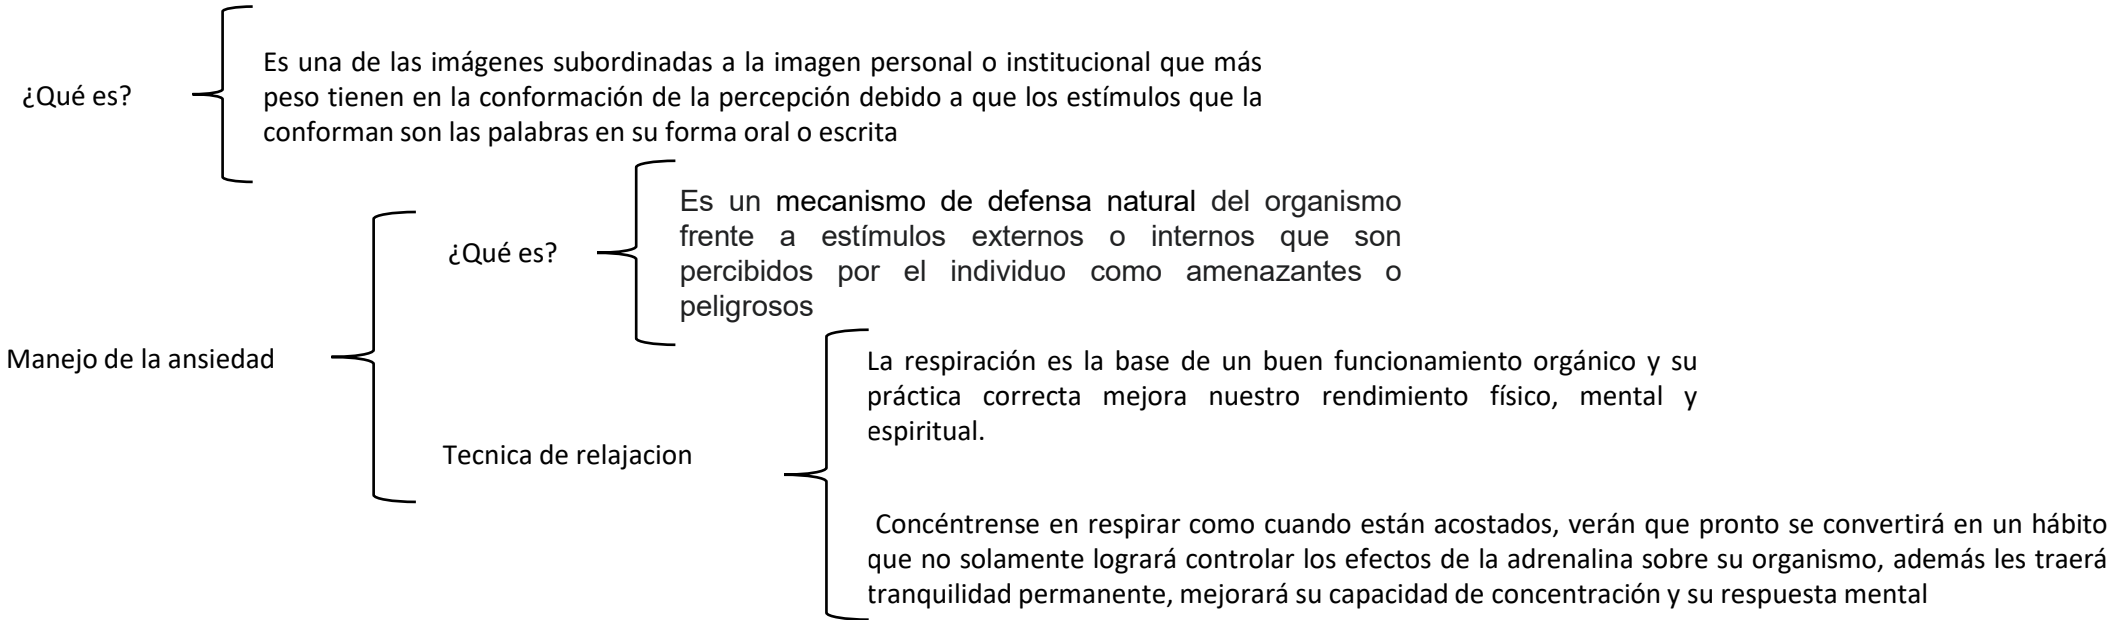 ¿Qué es?
Es una de las imágenes subordinadas a la imagen personal o institucional que más
peso tienen en la conformación de la percepción debido a que los estímulos que la
conforman son las palabras en su forma oral o escrita
Manejo de la ansiedad
¿Qué es?
Es un mecanismo de defensa natural del organismo
frente a estímulos externos o internos que son
percibidos por el individuo como amenazantes o
peligrosos
Tecnica de relajacion
La respiración es la base de un buen funcionamiento orgánico y su
práctica correcta mejora nuestro rendimiento físico, mental y
espiritual.
Concéntrense en respirar como cuando están acostados, verán que pronto se convertirá en un hábito
que no solamente logrará controlar los efectos de la adrenalina sobre su organismo, además les traerá
tranquilidad permanente, mejorará su capacidad de concentración y su respuesta mental